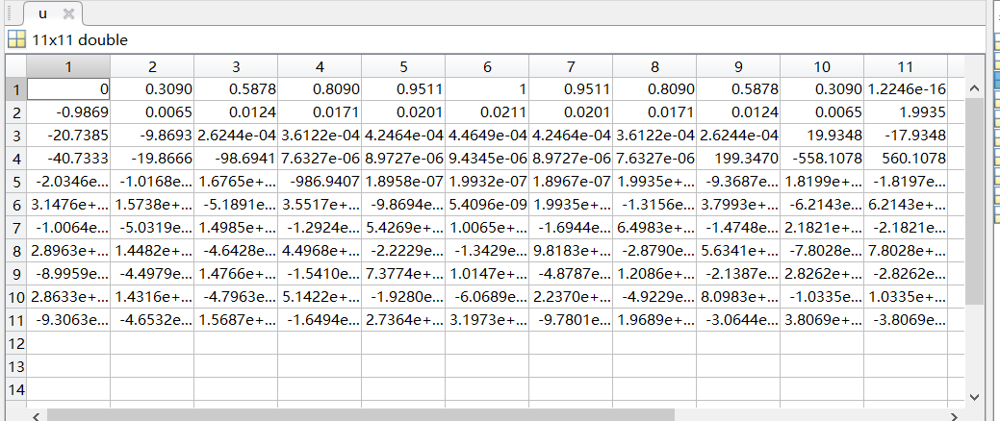 u
11x11 double
1 2 3 4 5 6 7 8 9 10 11
1 0 0.3090 0.5878 0.8090 0.9511 1 0.9511 0.8090 0.5878 0.3090 1.2246e-16
2 -0.9869 0.0065 0.0124 0.0171 0.0201 0.0211 0.0201 0.0171 0.0124 0.0065 1.9935
3 -20.7385 -9.8693 2.6244e-04 3.6122e-04 4.2464e-04 4.4649e-04 4.2464e-04 3.6122e-04 2.6244e-04 19.9348 -17.9348
4 -40.7333 -19.8666 -98.6941 7.6327e-06 8.9727e-06 9.4345e-06 8.9727e-06 7.6327e-06 199.3470 -558.1078 560.1078
5 -2.0346e... -1.0168e... 1.6765e+... -986.9407 1.8958e-07 1.9932e-07 1.8967e-07 1.9935e+... -9.3687e... 1.8199e+... -1.8197e...
6 3.1476e+... 1.5738e+... -5.1891e... 3.5517e+... -9.8694e... 5.4096e-09 1.9935e+... -1.3156e... 3.7993e+... -6.2143e... 6.2143e+...
7 -1.0064e... -5.0319e... 1.4985e+... -1.2924e... 5.4269e+... 1.0065e+... -1.6944e... 6.4983e+... -1.4748e... 2.1821e+... -2.1821e...
8 2.8963e+... 1.4482e+... -4.6428e... 4.4968e+... -2.2229e... -1.3429e... 9.8183e+... -2.8790e... 5.6341e+... -7.8028e... 7.8028e+...
9 -8.9959e... -4.4979e... 1.4766e+... -1.5410e... 7.3774e+... 1.0147e+... -4.8787e... 1.2086e+... -2.1387e... 2.8262e+... -2.8262e...
10 2.8633e+... 1.4316e+... -4.7963e... 5.1422e+... -1.9280e... -6.0689e... 2.2370e+... -4.9229e... 8.0983e+... -1.0335e... 1.0335e+...
11 -9.3063e... -4.6532e... 1.5687e+... -1.6494e... 2.7364e+... 3.1973e+... -9.7801e... 1.9689e+... -3.0644e... 3.8069e+... -3.8069e...
12
13
14